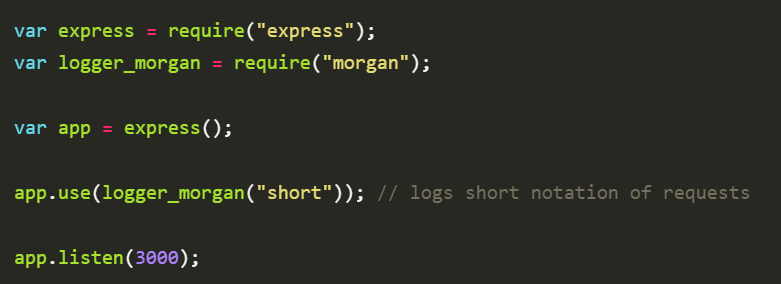 var express = require("express");
var logger_morgan = require("morgan");
var app = express();
app.use(logger_morgan("short")); // logs short notation of requests
app.listen(3000);